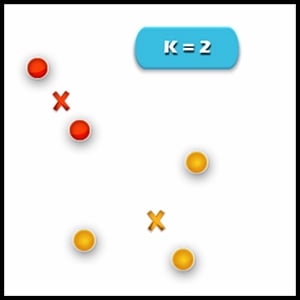 K = 2